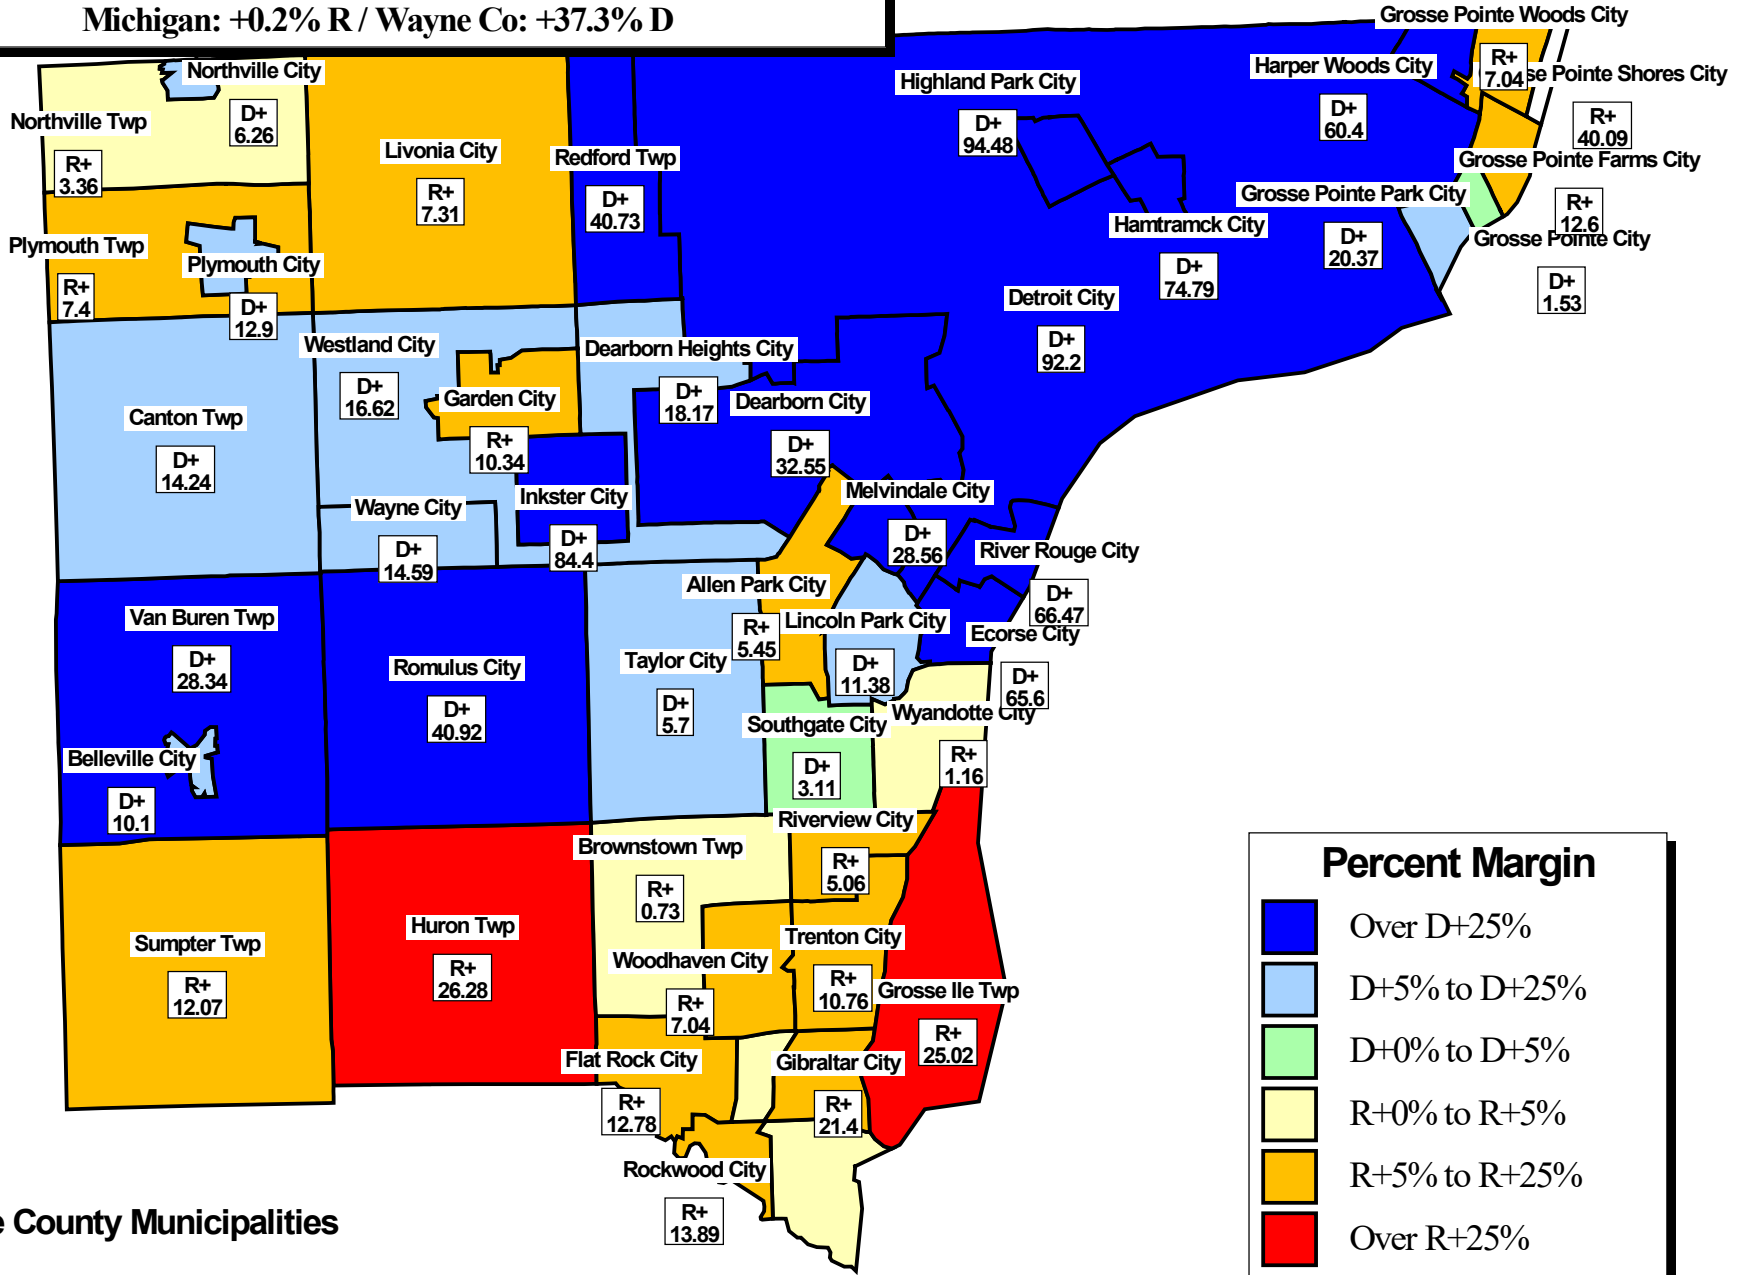 Michigan: +0.2% R / Wayne Co: +37.3% D
Grosse Pointe Woods City
R+
7.04
Northville City
D+
6.26
Northville Twp
R+
3.36
Livonia City
R+
7.31
Redford Twp
D+
40.73
Highland Park City
D+
94.48
Harper Woods City
D+
60.4
se Pointe Shores City
R+
40.09
Grosse Pointe Farms City
R+
12.6
Grosse Pointe Park City
D+
20.37
Grosse Pointe City
D+
1.53
Hamtramck City
D+
74.79
Detroit City
D+
92.2
Plymouth Twp
R+
7.4
Plymouth City
D+
12.9
Westland City
D+
16.62
Garden City
R+
10.34
Dearborn Heights City
D+
18.17
Dearborn City
D+
32.55
Canton Twp
D+
14.24
Wayne City
D+
14.59
Inkster City
D+
84.4
Melvindale City
D+
28.56
River Rouge City
D+
66.47
Allen Park City
R+
5.45
Lincoln Park City
D+
11.38
Ecorse City
D+
65.6
Van Buren Twp
D+
28.34
Romulus City
D+
40.92
Taylor City
D+
5.7
Southgate City
D+
3.11
Wyandotte City
R+
1.16
Belleville City
D+
10.1
Brownstown Twp
R+
0.73
Riverview City
R+
5.06
Sumpter Twp
R+
12.07
Huron Twp
R+
26.28
Woodhaven City
R+
7.04
Trenton City
R+
10.76
Grosse Ile Twp
R+
25.02
Flat Rock City
R+
12.78
Gibraltar City
R+
21.4
Rockwood City
R+
13.89
e County Municipalities
Percent Margin
Over D+25%
D+5% to D+25%
D+0% to D+5%
R+0% to R+5%
R+5% to R+25%
Over R+25%